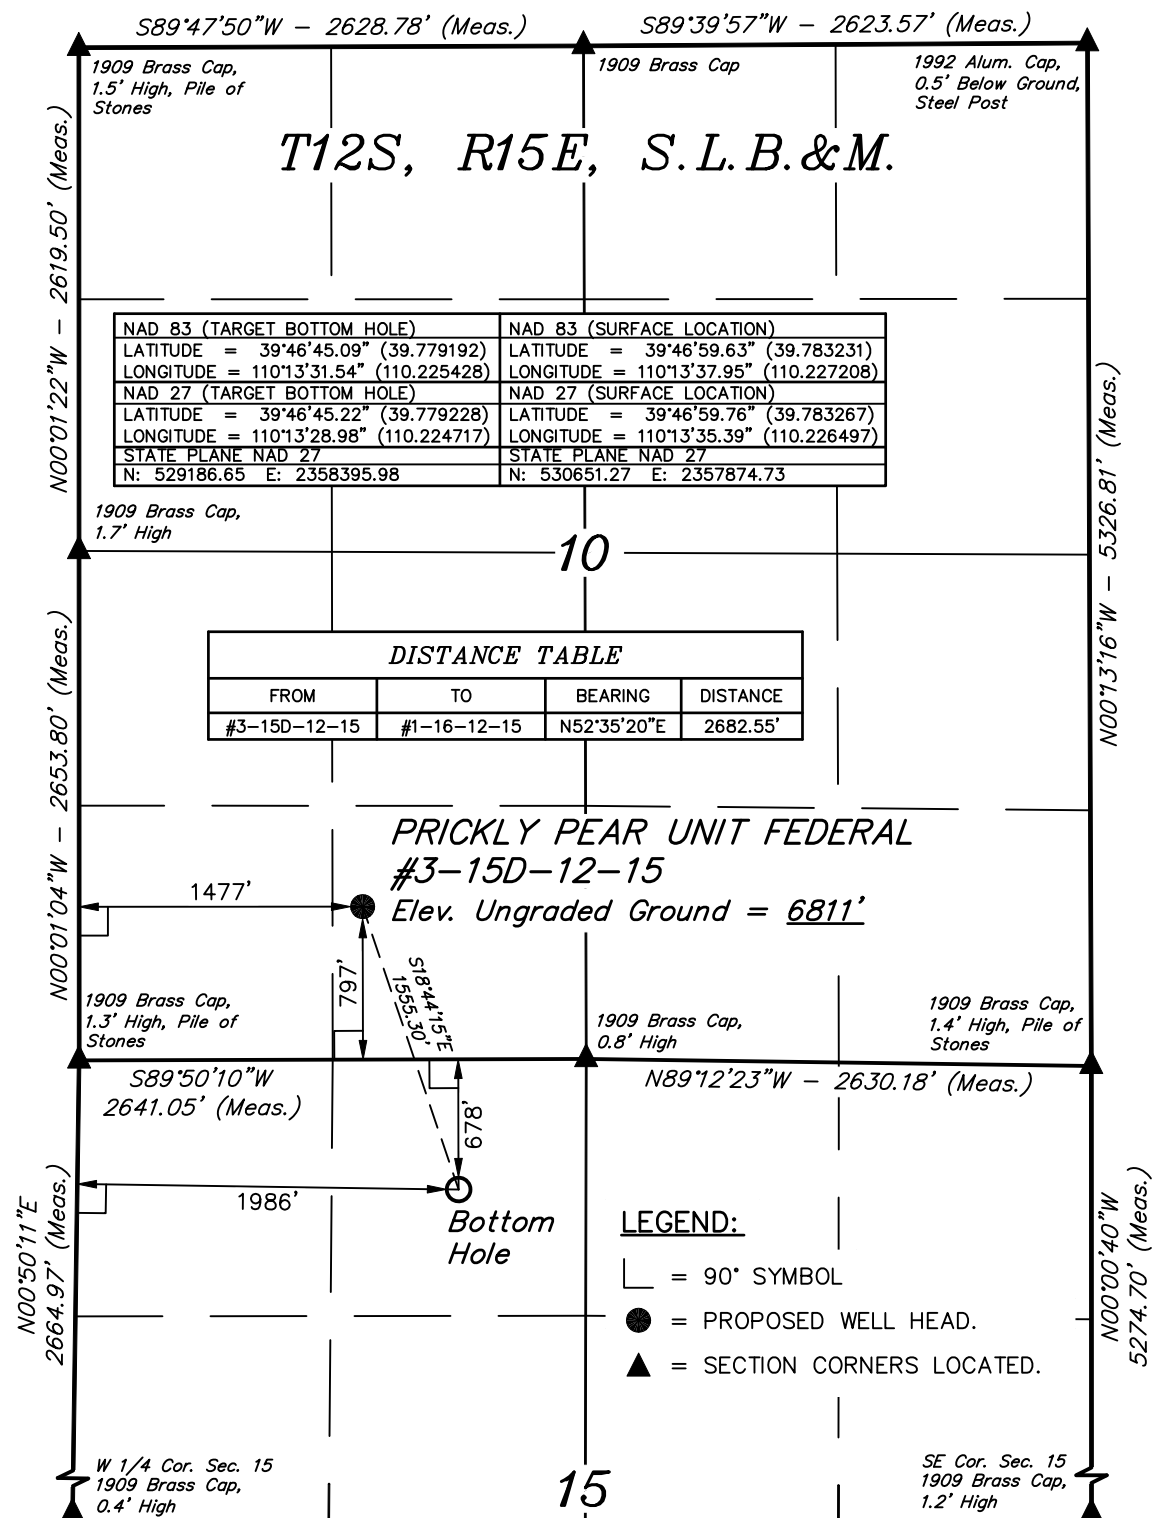 S89°47'50"W - 2628.78' (Meas.)
S89°39'57"W - 2623.57' (Meas.)
1909 Brass Cap,
1.5' High, Pile of
Stones
1909 Brass Cap
1992 Alum. Cap,
0.5' Below Ground,
Steel Post
T12S, R15E, S.L.B.&M.
N00°01'22"W - 2619.50' (Meas.)
NAD 83 (TARGET BOTTOM HOLE)
LATITUDE = 39°46'45.09" (39.779192)
LONGITUDE = 110°13'31.54" (110.225428)
NAD 27 (TARGET BOTTOM HOLE)
LATITUDE = 39°46'45.22" (39.779228)
LONGITUDE = 110°13'28.98" (110.224717)
STATE PLANE NAD 27
N: 529186.65 E: 2358395.98
NAD 83 (SURFACE LOCATION)
LATITUDE = 39°46'59.63" (39.783231)
LONGITUDE = 110°13'37.95" (110.227208)
NAD 27 (SURFACE LOCATION)
LATITUDE = 39°46'59.76" (39.783267)
LONGITUDE = 110°13'35.39" (110.226497)
STATE PLANE NAD 27
N: 530651.27 E: 2357874.73
N00°13'16"W - 5326.81' (Meas.)
1909 Brass Cap,
1.7' High
10
DISTANCE TABLE
FROM TO BEARING DISTANCE
#3-15D-12-15 #1-16-12-15 N52°35'20"E 2682.55'
N00°01'04"W - 2653.80' (Meas.)
PRICKLY PEAR UNIT FEDERAL
#3-15D-12-15
Elev. Ungraded Ground = 6811'
1477'
797'
S18°44'15"E
1555.30'
1909 Brass Cap,
1.3' High, Pile of
Stones
1909 Brass Cap,
0.8' High
1909 Brass Cap,
1.4' High, Pile of
Stones
S89°50'10"W
2641.05' (Meas.)
N89°12'23"W - 2630.18' (Meas.)
678'
1986'
Bottom
Hole
N00°50'11"E
2664.97' (Meas.)
LEGEND:
= 90° SYMBOL
= PROPOSED WELL HEAD.
= SECTION CORNERS LOCATED.
N00°00'40"W
5274.70' (Meas.)
W 1/4 Cor. Sec. 15
1909 Brass Cap,
0.4' High
15
SE Cor. Sec. 15
1909 Brass Cap,
1.2' High